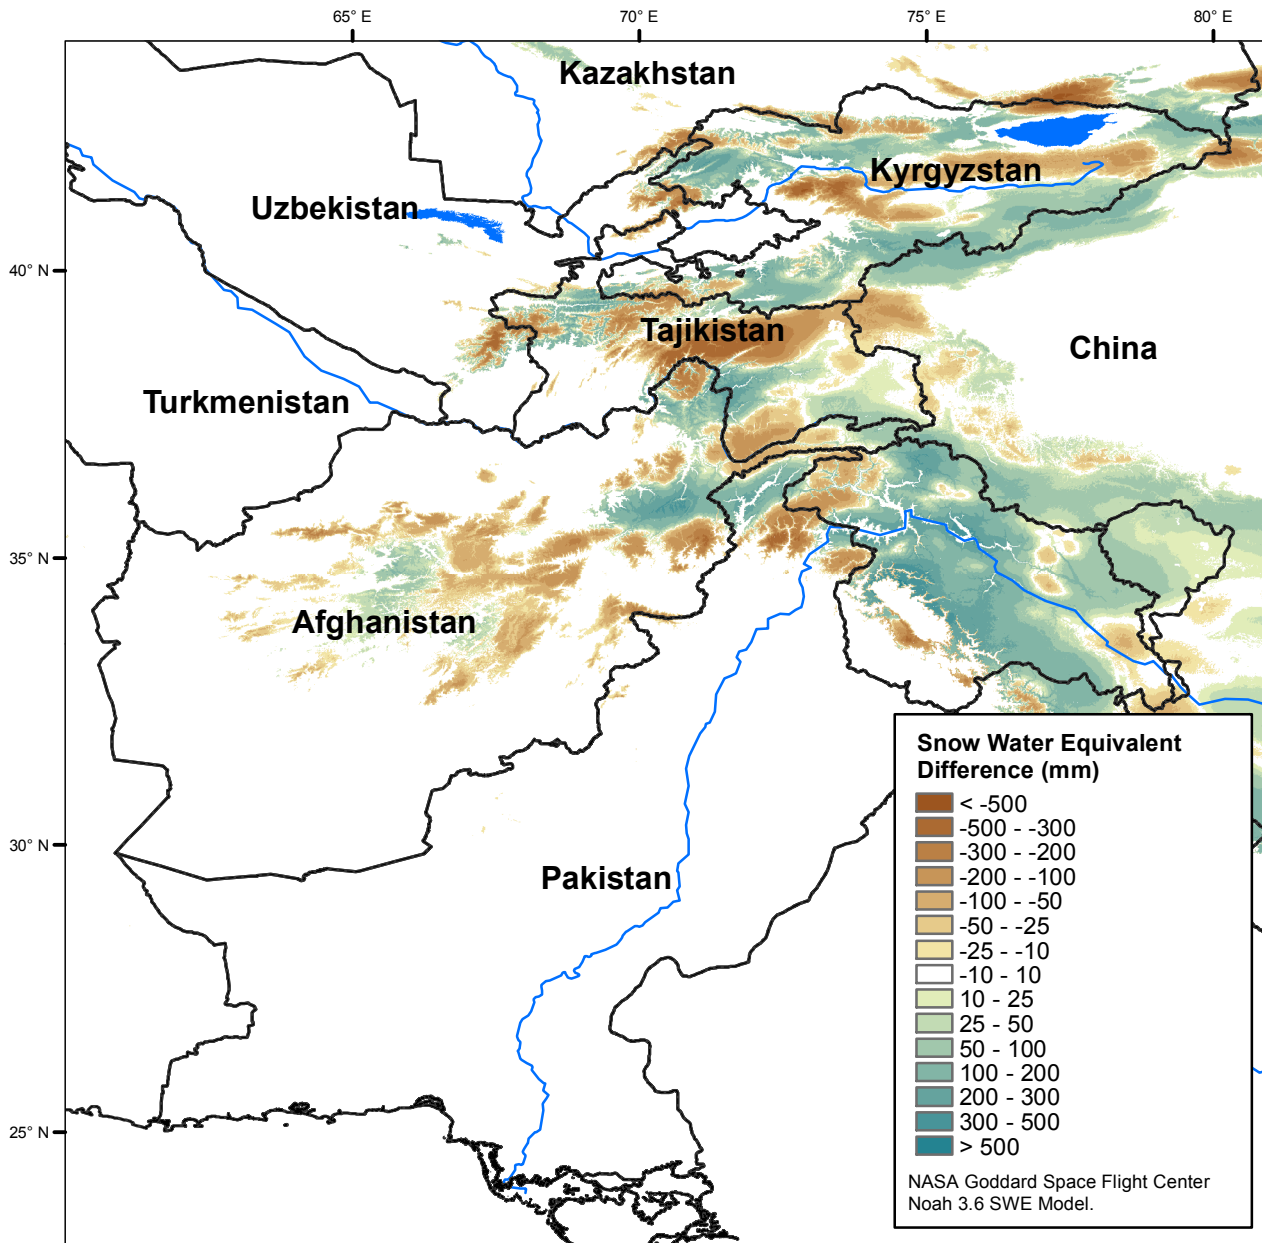 65° E
70° E
75° E
80° E
Kazakhstan
Kyrgyzstan
Uzbekistan
40° N
Tajikistan
China
Turkmenistan
35° N
Afghanistan
Snow Water Equivalent
Difference (mm)
< -500
-500 - -300
-300 - -200
-200 - -100
-100 - -50
-50 - -25
-25 - -10
-10 - 10
10 - 25
25 - 50
50 - 100
100 - 200
200 - 300
300 - 500
> 500
NASA Goddard Space Flight Center
Noah 3.6 SWE Model.
30° N
Pakistan
25° N